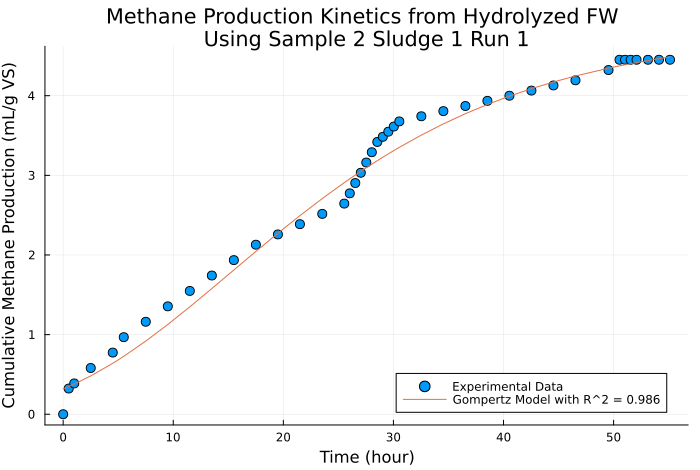 Methane Production Kinetics from Hydrolyzed FW
Using Sample 2 Sludge 1 Run 1
Cumulative Methane Production (mL/g VS)
4
3
2
1
0
Experimental Data
Gompertz Model with R^2 = 0.986
0
10
20
30
40
50
Time (hour)